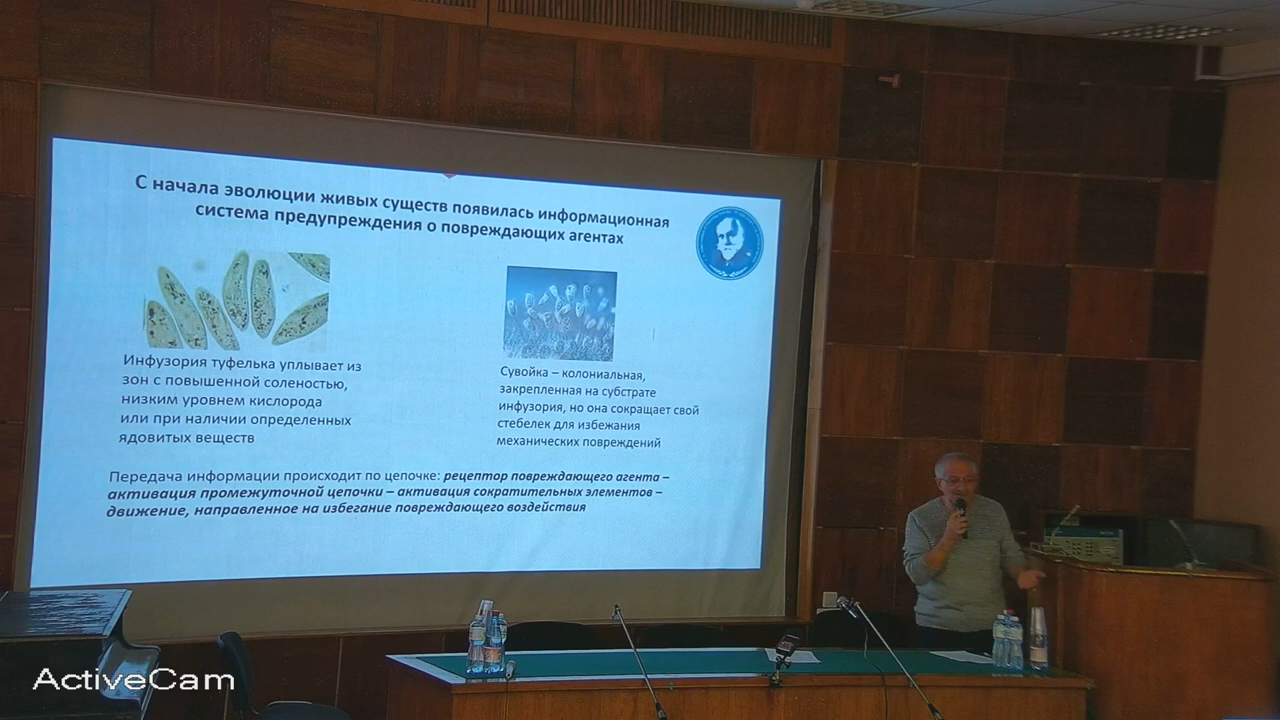 С начала эволюции живых существ появилась информационная
система предупреждения о повреждающих агентах
Инфузория туфелька уплывает из
зон с повышенной соленостью,
низким уровнем кислорода
или при наличии определенных
ядовитых веществ
Сувойка – колониальная,
закрепленная на субстрате
инфузория, но она сокращает свой
стебелек для избежания
механических повреждений
Передача информации происходит по цепочке: рецептор повреждающего агента –
активация промежуточной цепочки – активация сократительных элементов –
движение, направленное на избегание повреждающего воздействия
ActiveCam